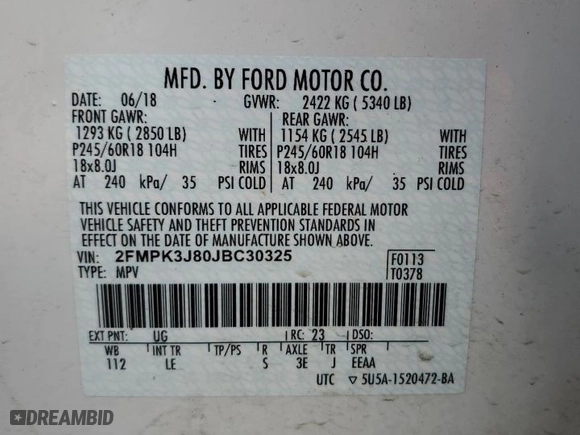 MFD. BY FORD MOTOR CO.
DATE: 06/18 GVWR: 2422 KG ( 5340 LB)
FRONT GAWR: REAR GAWR:
1293 KG ( 2850 LB) WITH 1154 KG ( 2545 LB) WITH
P245/60R18 104H TIRES P245/60R18 104H TIRES
18x8.0J RIMS 18x8.0J RIMS
AT 240 kPa/ 35 PSI COLD AT 240 kPa/ 35 PSI COLD
THIS VEHICLE CONFORMS TO ALL APPLICABLE FEDERAL MOTOR
VEHICLE SAFETY AND THEFT PREVENTION STANDARDS IN
EFFECT ON THE DATE OF MANUFACTURE SHOWN ABOVE.
VIN: 2FMPK3J80JBC30325 F0113
TYPE: MPV T0378
EXT PNT: UG RC: 23 DSO:
WB INT TR TP/PS R AXLE TR SPR
112 LE S 3E J EEAA
UTC ▽ 5U5A-1520472-BA
DREAMBID